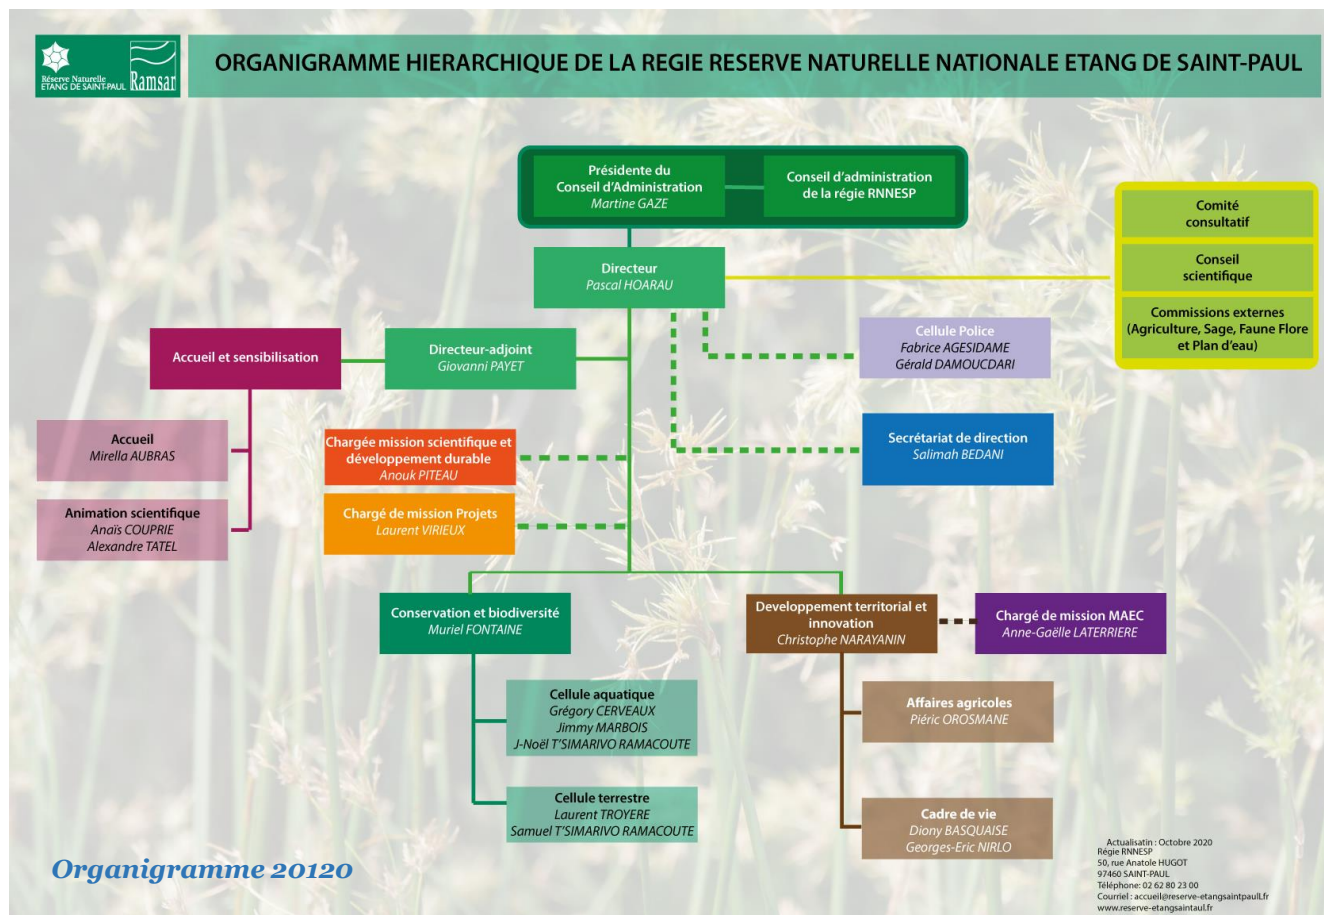 Réserve Naturelle
ETANG DE SAINT-PAUL
Ramsar
ORGANIGRAMME HIERARCHIQUE DE LA REGIE RESERVE NATURELLE NATIONALE ETANG DE SAINT-PAUL
Présidente du
Conseil d'Administration
Martine GAZE
Conseil d'administration
de la régie RNNESP
Comité
consultatif
Conseil
scientifique
Commissions externes
(Agriculture, Sage, Faune Flore
et Plan d'eau)
Directeur
Pascal HOARAU
Accueil et sensibilisation
Directeur-adjoint
Giovanni PAYET
Cellule Police
Fabrice AGESIDAME
Gérald DAMOUCDARI
Accueil
Mirella AUBRAS
Chargée mission scientifique et
développement durable
Anouk PITEAU
Secrétariat de direction
Salimah BEDANI
Animation scientifique
Anaïs COUPRIE
Alexandre TATEL
Chargé de mission Projets
Laurent VIRIEUX
Conservation et biodiversité
Muriel FONTAINE
Developpement territorial et
innovation
Christophe NARAYANIN
Chargé de mission MAEC
Anne-Gaëlle LATERRIERE
Cellule aquatique
Grégory CERVEAUX
Jimmy MARBOIS
J-Noël T'SIMARIVO RAMACOUTE
Affaires agricoles
Piéric OROSMANE
Cellule terrestre
Laurent TROYERE
Samuel T'SIMARIVO RAMACOUTE
Cadre de vie
Diony BASQUAISE
Georges-Eric NIRLO
Organigramme 20120
Actualisatin : Octobre 2020
Régie RNNESP
50, rue Anatole HUGOT
97460 SAINT-PAUL
Téléphone: 02 62 80 23 00
Courriel : accueil@reserve-etangsaintpaull.fr
www.reserve-etangsaintaul.fr